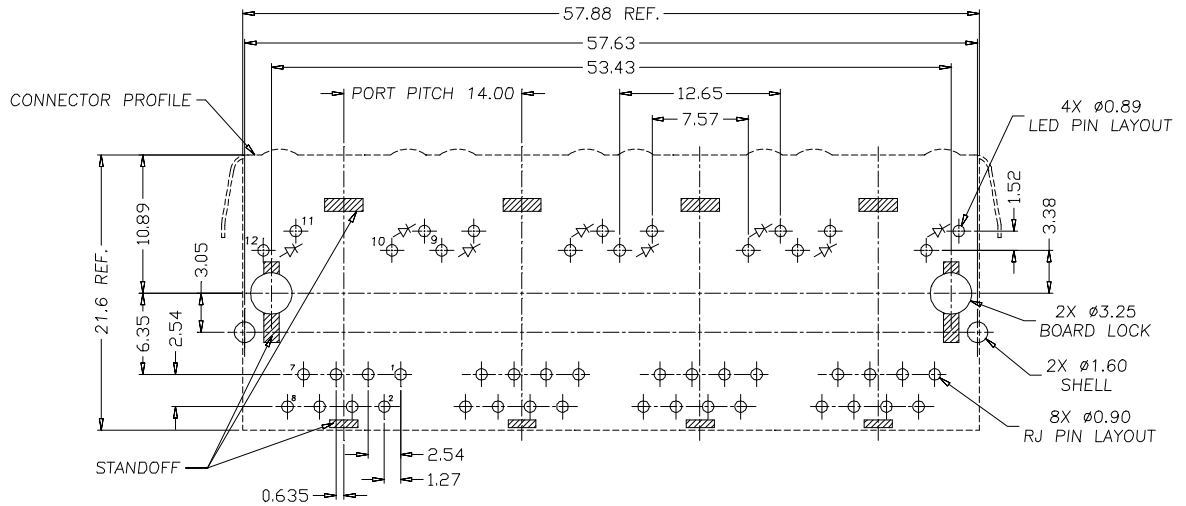 57.88 REF.
57.63
53.43
CONNECTOR PROFILE
PORT PITCH 14.00
12.65
7.57
4X ø0.89
LED PIN LAYOUT
1.52
3.38
10.89
21.6 REF.
3.05
6.35
2.54
11
12
10
9
2X ø3.25
BOARD LOCK
2X ø1.60
SHELL
7
1
8
2
8X ø0.90
RJ PIN LAYOUT
STANDOFF
2.54
1.27
0.635